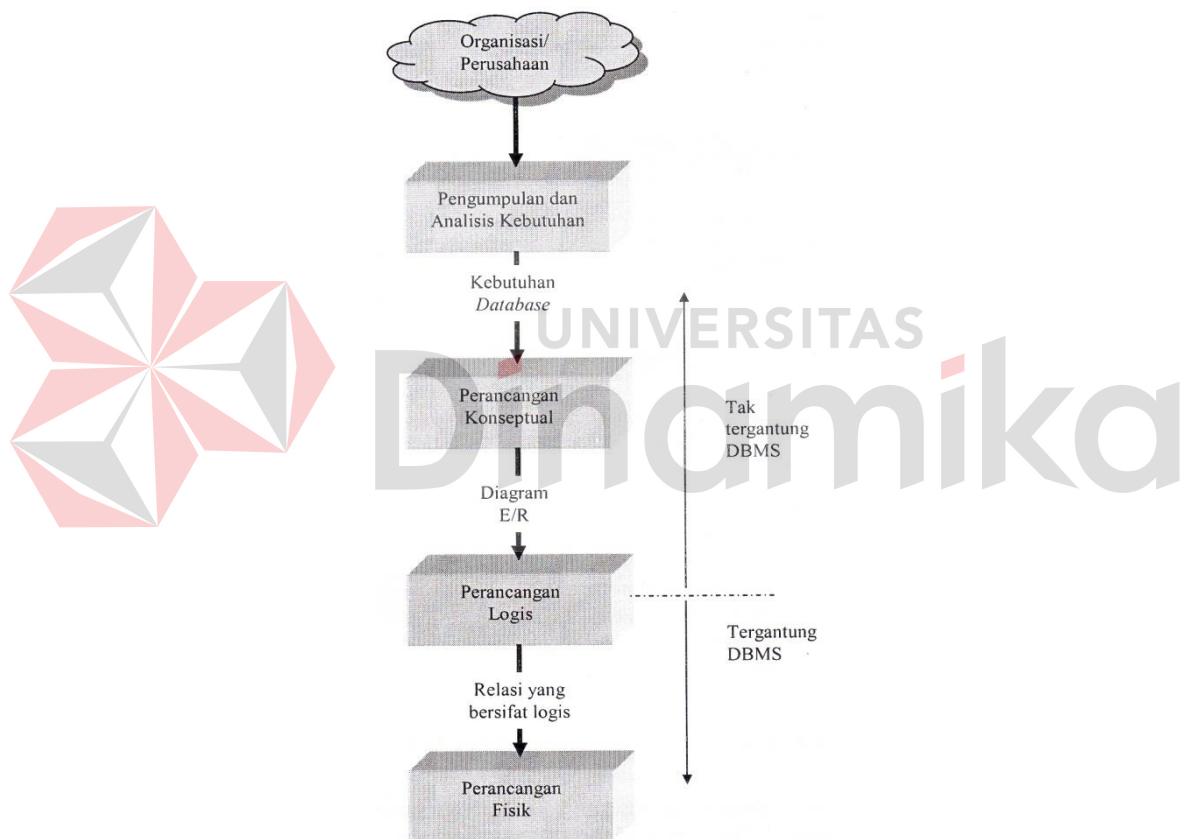 Organisasi/
Perusahaan
Pengumpulan dan
Analisis Kebutuhan
Kebutuhan
Database
UNIVERSITAS
Dinamika
Perancangan
Konseptual
Tak
tergantung
DBMS
Diagram
E/R
Perancangan
Logis
Tergantung
DBMS
Relasi yang
bersifat logis
Perancangan
Fisik